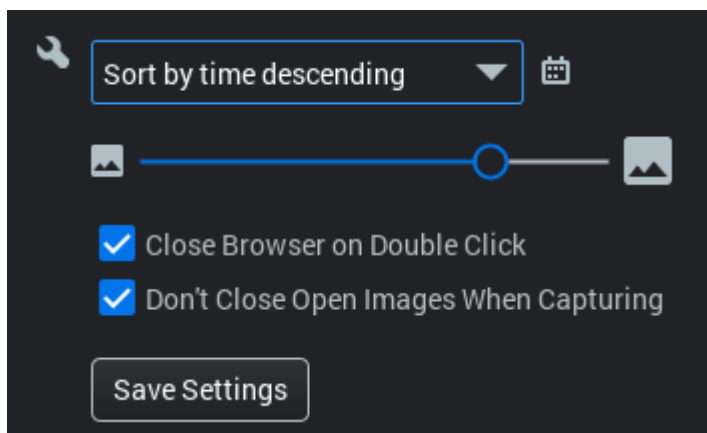 Sort by time descending
Close Browser on Double Click
Don't Close Open Images When Capturing
Save Settings